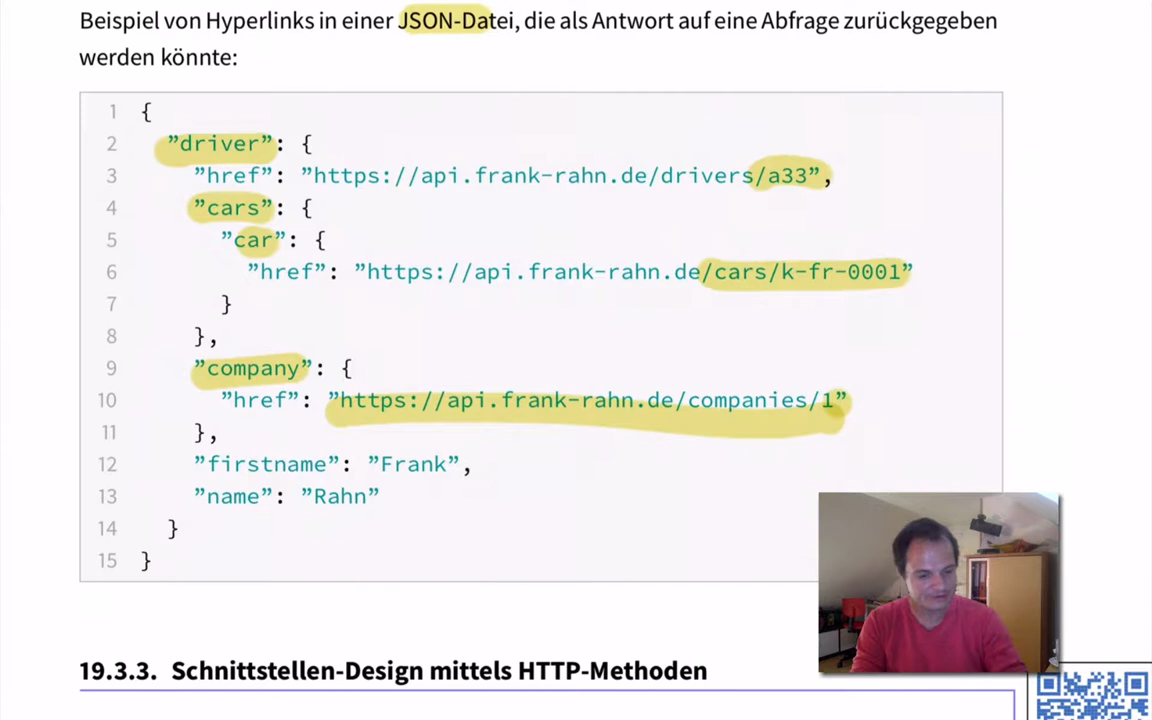 Beispiel von Hyperlinks in einer JSON-Datei, die als Antwort auf eine Abfrage zurückgegeben
werden könnte:
1 {
2 ”driver”: {
3 ”href”: ”https://api.frank-rahn.de/drivers/a33”,
4 ”cars”: {
5 ”car”: {
6 ”href”: ”https://api.frank-rahn.de/cars/k-fr-0001”
7 }
8 },
9 ”company”: {
10 ”href”: ”https://api.frank-rahn.de/companies/1”
11 },
12 ”firstname”: ”Frank”,
13 ”name”: ”Rahn”
14 }
15 }
19.3.3. Schnittstellen-Design mittels HTTP-Methoden